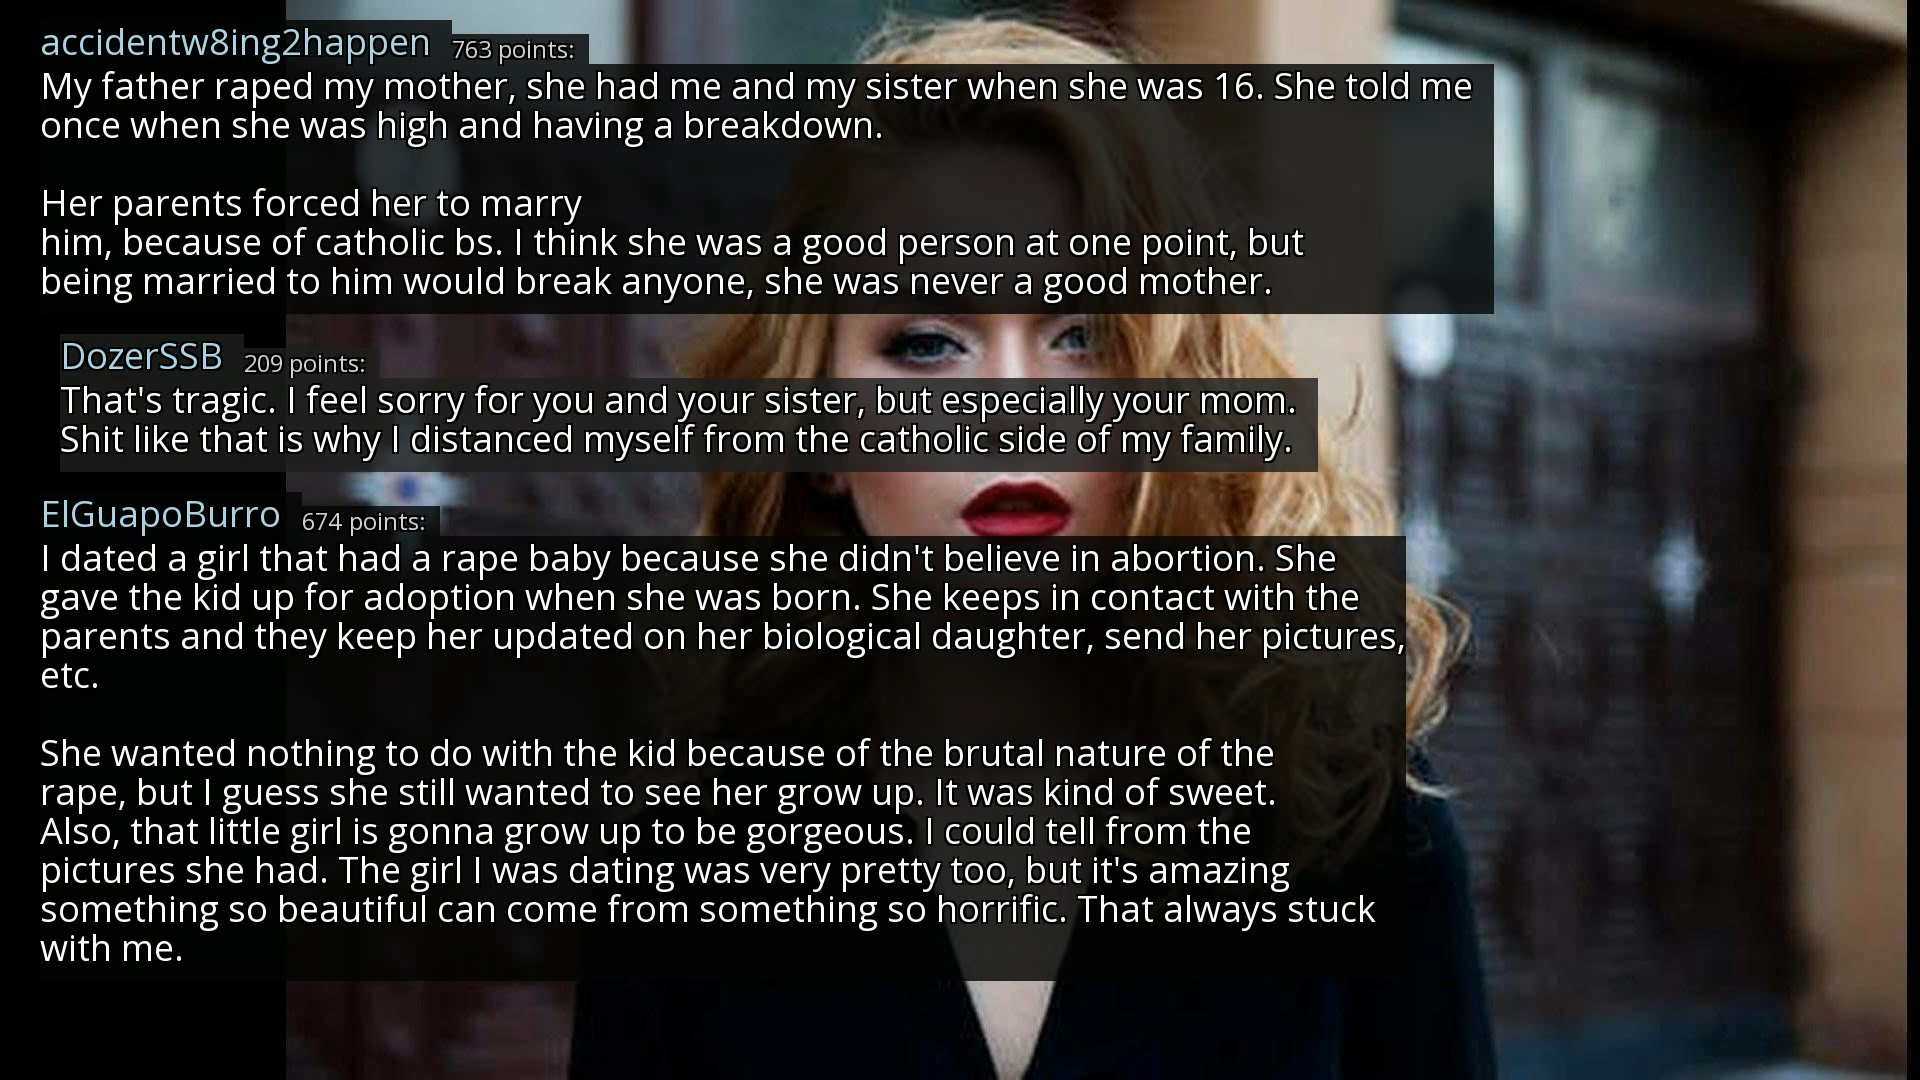 accidentw8ing2happen 763 points:
My father raped my mother, she had me and my sister when she was 16. She told me
once when she was high and having a breakdown.
Her parents forced her to marry
him, because of catholic bs. I think she was a good person at one point, but
being married to him would break anyone, she was never a good mother.
DozerSSB 209 points:
That's tragic. I feel sorry for you and your sister, but especially your mom.
Shit like that is why I distanced myself from the catholic side of my family.
ElGuapoBurro 674 points:
I dated a girl that had a rape baby because she didn't believe in abortion. She
gave the kid up for adoption when she was born. She keeps in contact with the
parents and they keep her updated on her biological daughter, send her pictures,
etc.
She wanted nothing to do with the kid because of the brutal nature of the
rape, but I guess she still wanted to see her grow up. It was kind of sweet.
Also, that little girl is gonna grow up to be gorgeous. I could tell from the
pictures she had. The girl I was dating was very pretty too, but it's amazing
something so beautiful can come from something so horrific. That always stuck
with me.